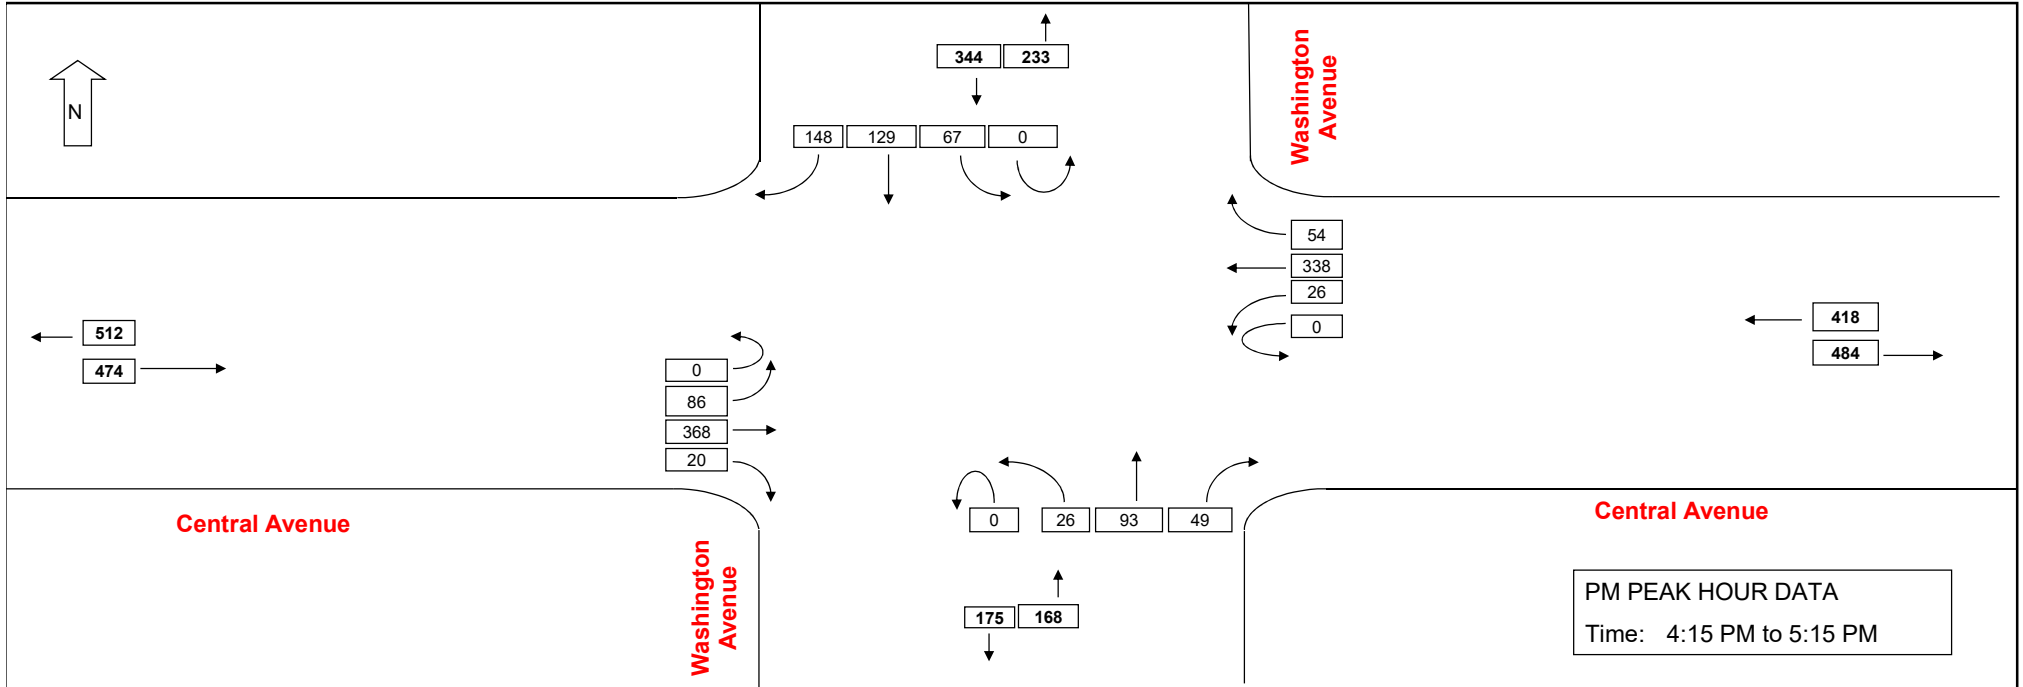 344 233
N
148 129 67 0
Washington
Avenue
54
338
26
0
512
474
418
484
0
86
368
20
0 26 93 49
Central Avenue
Central Avenue
Washington
Avenue
175 168
PM PEAK HOUR DATA
Time: 4:15 PM to 5:15 PM